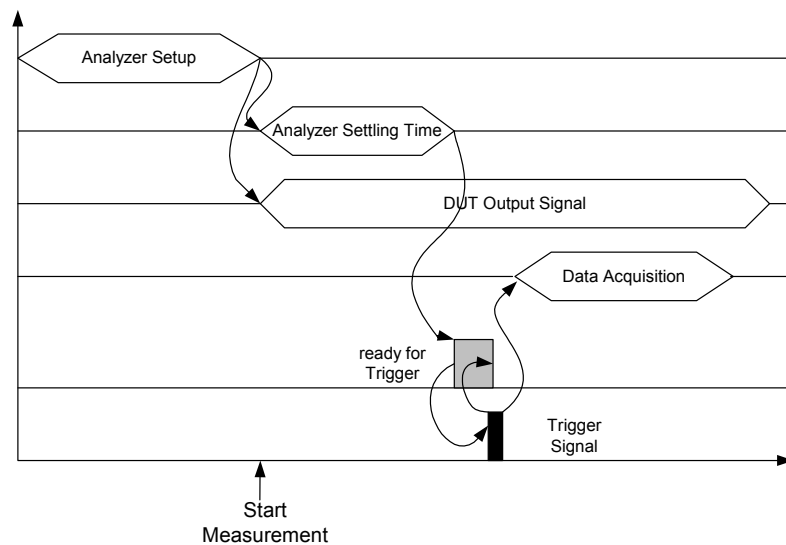 Analyzer Setup
Analyzer Settling Time
DUT Output Signal
Data Acquisition
ready for
Trigger
Trigger
Signal
Start
Measurement